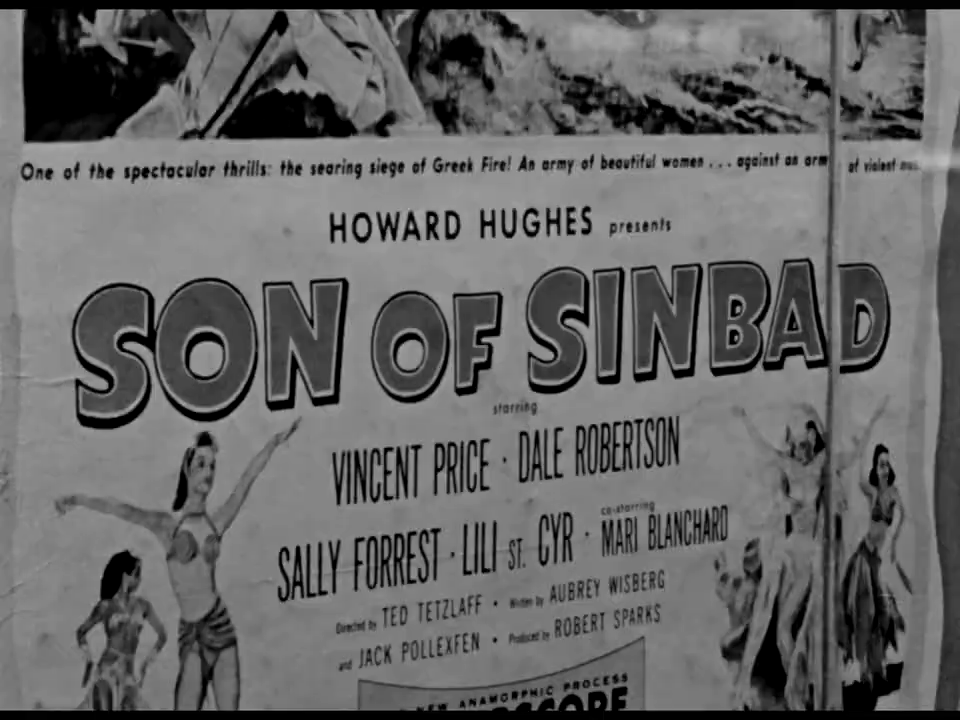 One of the spectacular thrills: the searing siege of Greek Fire! An army of beautiful women . . . against an arm of violent
HOWARD HUGHES presents
SON OF SINBAD
starring
VINCENT PRICE · DALE ROBERTSON
co-starring
SALLY FORREST · LILI ST. CYR · MARI BLANCHARD
Directed by TED TETZLAFF · Written by AUBREY WISBERG
and JACK POLLEXFEN · Produced by ROBERT SPARKS
NEW ANAMORPHIC PROCESS